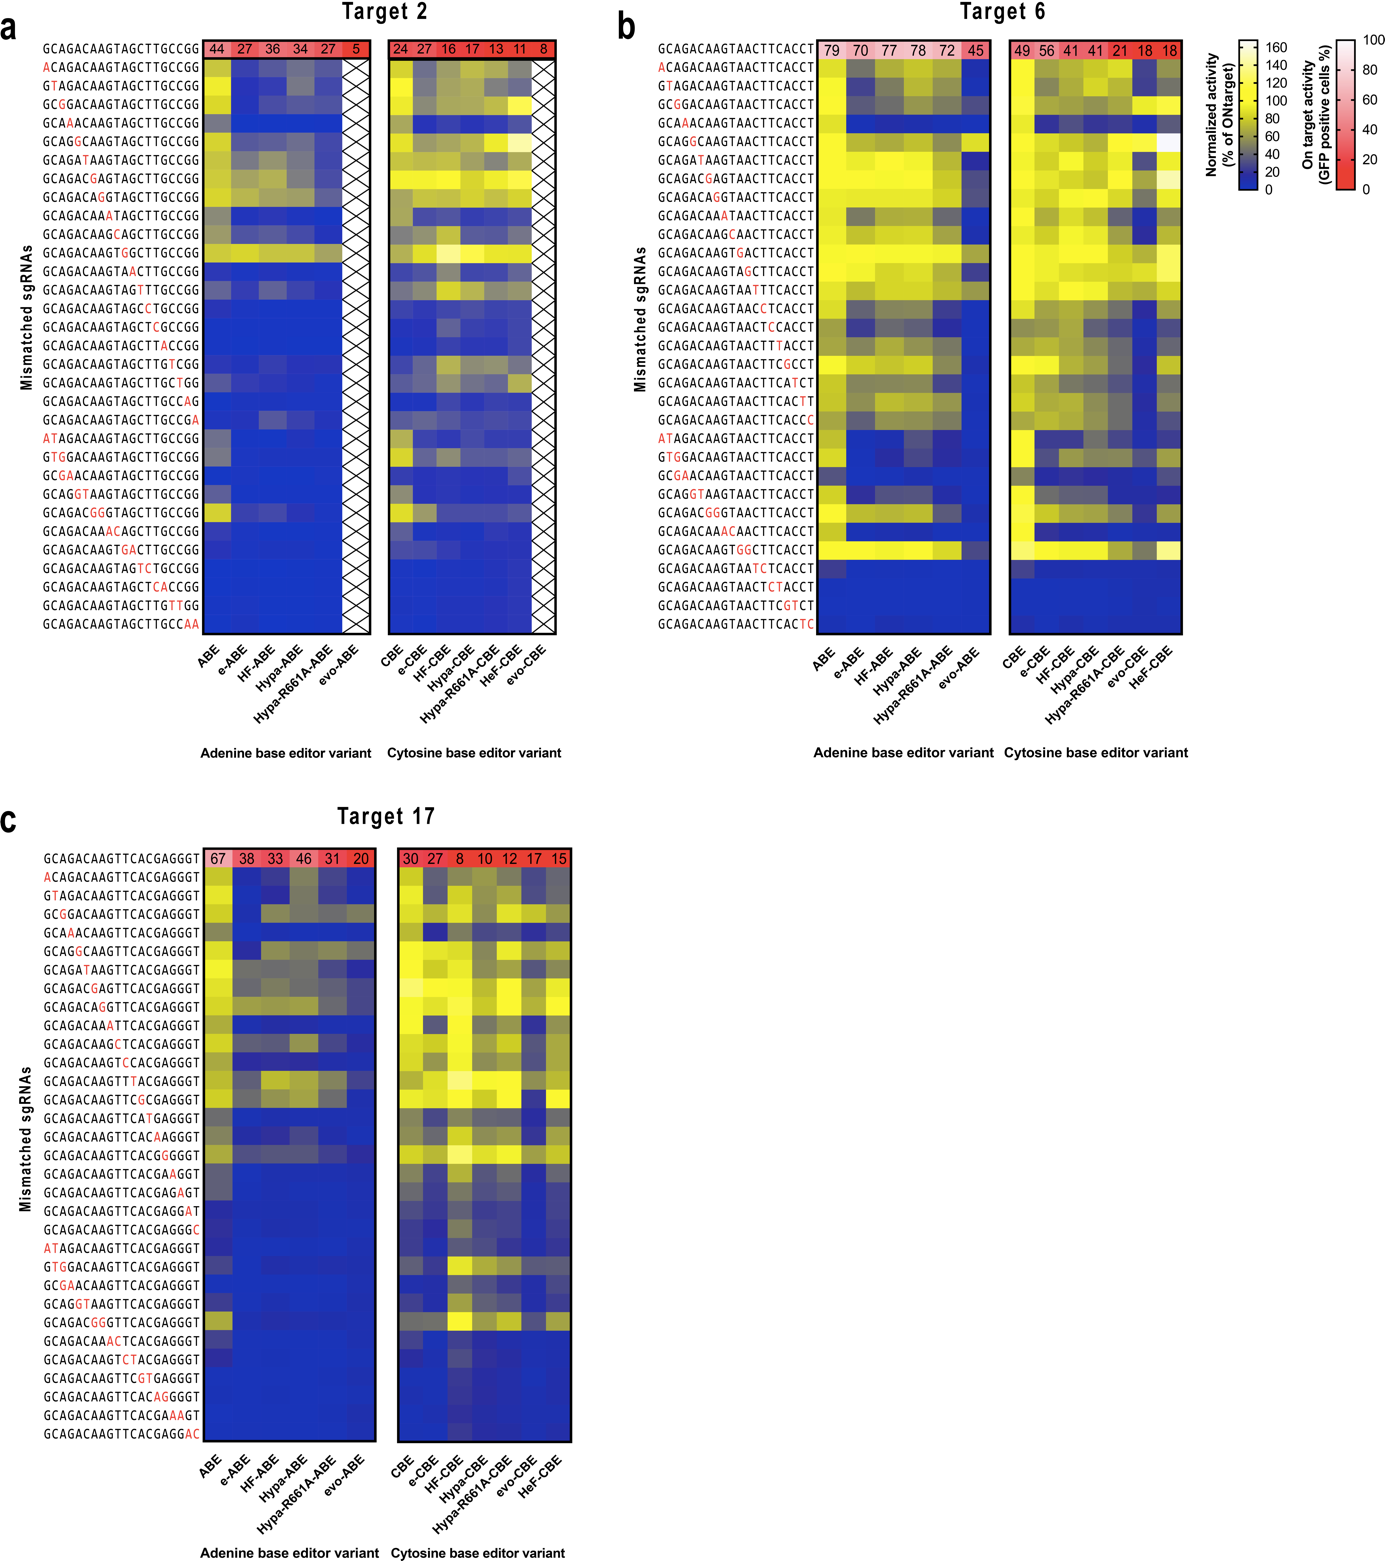 a
Target 2
Mismatched sgRNAs
GCAGACAAGTAGCTTGCCGG 44 27 36 34 27 5 24 27 16 17 13 11 8
ACAGACAAGTAGCTTGCCGG
GTAGACAAGTAGCTTGCCGG
GCGGACAAGTAGCTTGCCGG
GCAAACAAGTAGCTTGCCGG
GCAGGCAAGTAGCTTGCCGG
GCAGATAAGTAGCTTGCCGG
GCAGACGAGTAGCTTGCCGG
GCAGACAGGTAGCTTGCCGG
GCAGACAAATAGCTTGCCGG
GCAGACAAGCAGCTTGCCGG
GCAGACAAGTGGCTTGCCGG
GCAGACAAGTAACTTGCCGG
GCAGACAAGTAGTTTGCCGG
GCAGACAAGTAGCCTGCCGG
GCAGACAAGTAGCTCGCCGG
GCAGACAAGTAGCTTACCGG
GCAGACAAGTAGCTTGTCGG
GCAGACAAGTAGCTTGCTGG
GCAGACAAGTAGCTTGCCAG
GCAGACAAGTAGCTTGCCGA
ATAGACAAGTAGCTTGCCGG
GTGGACAAGTAGCTTGCCGG
GCGAACAAGTAGCTTGCCGG
GCAGGTAAGTAGCTTGCCGG
GCAGACGGGTAGCTTGCCGG
GCAGACAAACAGCTTGCCGG
GCAGACAAGTGACTTGCCGG
GCAGACAAGTAGTCTGCCGG
GCAGACAAGTAGCTCACCGG
GCAGACAAGTAGCTTGTTGG
GCAGACAAGTAGCTTGCCAA
ABE e-ABE HF-ABE Hypa-ABE Hypa-R661A-ABE evo-ABE
CBE e-CBE HF-CBE Hypa-CBE Hypa-R661A-CBE HeF-CBE evo-CBE
Adenine base editor variant Cytosine base editor variant
b
Target 6
Mismatched sgRNAs
GCAGACAAGTAACTTCACCT 79 70 77 78 72 45 49 56 41 41 21 18 18
ACAGACAAGTAACTTCACCT
GTAGACAAGTAACTTCACCT
GCGGACAAGTAACTTCACCT
GCAAACAAGTAACTTCACCT
GCAGGCAAGTAACTTCACCT
GCAGATAAGTAACTTCACCT
GCAGACGAGTAACTTCACCT
GCAGACAGGTAACTTCACCT
GCAGACAAATAACTTCACCT
GCAGACAAGCAACTTCACCT
GCAGACAAGTGACTTCACCT
GCAGACAAGTAGCTTCACCT
GCAGACAAGTAATTTCACCT
GCAGACAAGTAACCTCACCT
GCAGACAAGTAACTCCACCT
GCAGACAAGTAACTTTACCT
GCAGACAAGTAACTTCGCCT
GCAGACAAGTAACTTCATCT
GCAGACAAGTAACTTCACTT
GCAGACAAGTAACTTCACCC
ATAGACAAGTAACTTCACCT
GTGGACAAGTAACTTCACCT
GCGAACAAGTAACTTCACCT
GCAGGTAAGTAACTTCACCT
GCAGACGGGTAACTTCACCT
GCAGACAAACAACTTCACCT
GCAGACAAGTGGCTTCACCT
GCAGACAAGTAATCTCACCT
GCAGACAAGTAACTCTACCT
GCAGACAAGTAACTTCGTCT
GCAGACAAGTAACTTCACTC
ABE e-ABE HF-ABE Hypa-ABE Hypa-R661A-ABE evo-ABE
CBE e-CBE HF-CBE Hypa-CBE Hypa-R661A-CBE evo-CBE HeF-CBE
Adenine base editor variant Cytosine base editor variant
Normalized activity
(% of ONtarget)
160
140
120
100
80
60
40
20
0
On target activity
(GFP positive cells %)
100
80
60
40
20
0
c
Target 17
Mismatched sgRNAs
GCAGACAAGTTCACGAGGGT 67 38 33 46 31 20 30 27 8 10 12 17 15
ACAGACAAGTTCACGAGGGT
GTAGACAAGTTCACGAGGGT
GCGGACAAGTTCACGAGGGT
GCAAACAAGTTCACGAGGGT
GCAGGCAAGTTCACGAGGGT
GCAGATAAGTTCACGAGGGT
GCAGACGAGTTCACGAGGGT
GCAGACAGGTTCACGAGGGT
GCAGACAAATTCACGAGGGT
GCAGACAAGCTCACGAGGGT
GCAGACAAGTCCACGAGGGT
GCAGACAAGTTTACGAGGGT
GCAGACAAGTTCGCGAGGGT
GCAGACAAGTTCATGAGGGT
GCAGACAAGTTCACAAGGGT
GCAGACAAGTTCACGGGGGT
GCAGACAAGTTCACGAAGGT
GCAGACAAGTTCACGAGAGT
GCAGACAAGTTCACGAGGAT
GCAGACAAGTTCACGAGGGC
ATAGACAAGTTCACGAGGGT
GTGGACAAGTTCACGAGGGT
GCGAACAAGTTCACGAGGGT
GCAGGTAAGTTCACGAGGGT
GCAGACGGGTTCACGAGGGT
GCAGACAAACTCACGAGGGT
GCAGACAAGTCTACGAGGGT
GCAGACAAGTTCGTGAGGGT
GCAGACAAGTTCACAGGGGT
GCAGACAAGTTCACGAAAGT
GCAGACAAGTTCACGAGGAC
ABE e-ABE HF-ABE Hypa-ABE Hypa-R661A-ABE evo-ABE
CBE e-CBE HF-CBE Hypa-CBE Hypa-R661A-CBE evo-CBE HeF-CBE
Adenine base editor variant Cytosine base editor variant